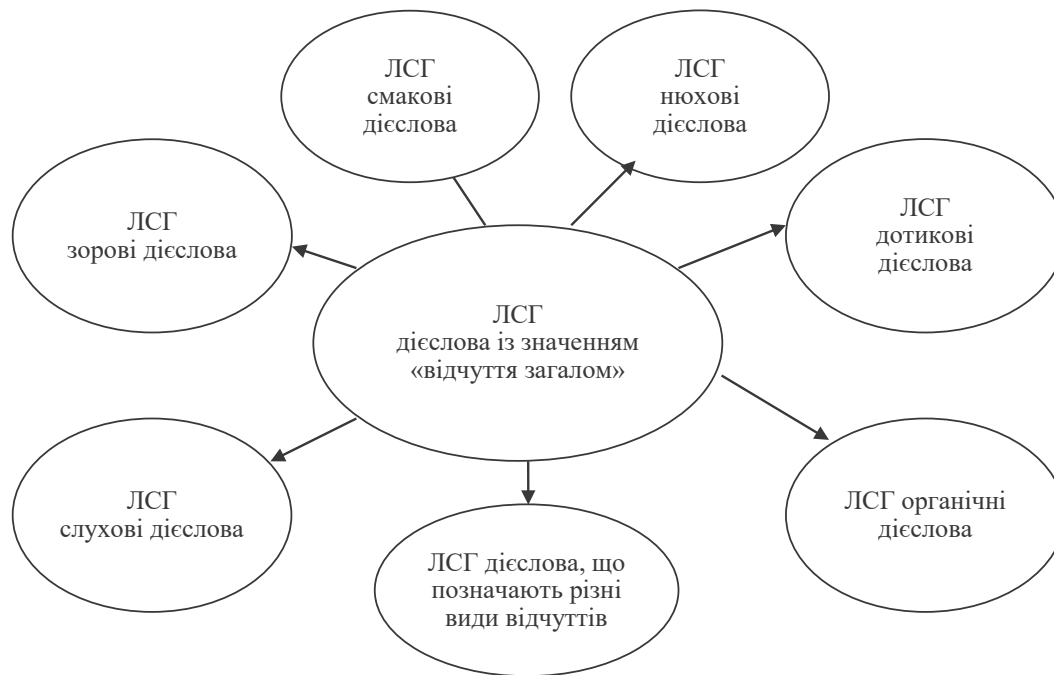 ЛСГ
смакові
дієслова
ЛСГ
нюхові
дієслова
ЛСГ
зорові дієслова
ЛСГ
дотикові
дієслова
ЛСГ
дієслова із значенням
«відчуття загалом»
ЛСГ
слухові дієслова
ЛСГ органічні
дієслова
ЛСГ дієслова, що
позначають різні
види відчуттів